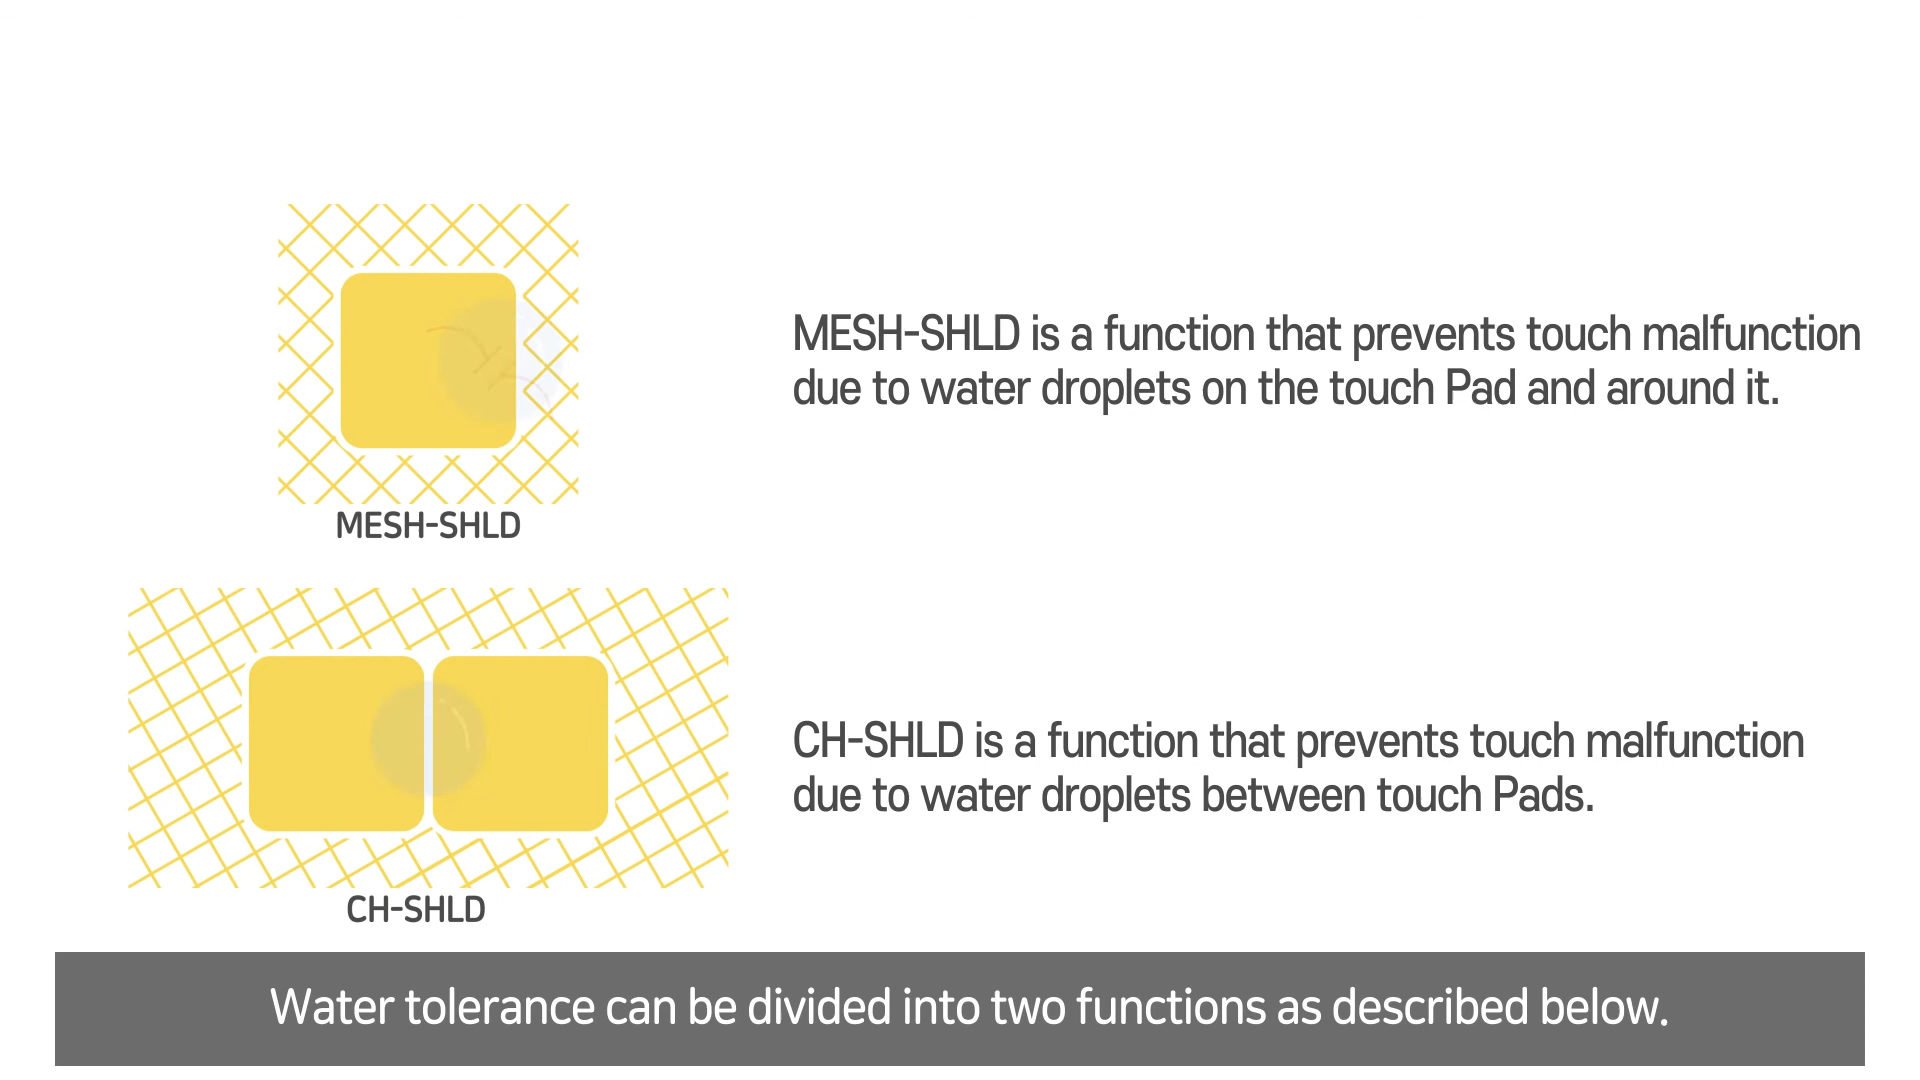 MESH-SHLD is a function that prevents touch malfunction
due to water droplets on the touch Pad and around it.
MESH-SHLD
CH-SHLD is a function that prevents touch malfunction
due to water droplets between touch Pads.
CH-SHLD
Water tolerance can be divided into two functions as described below.